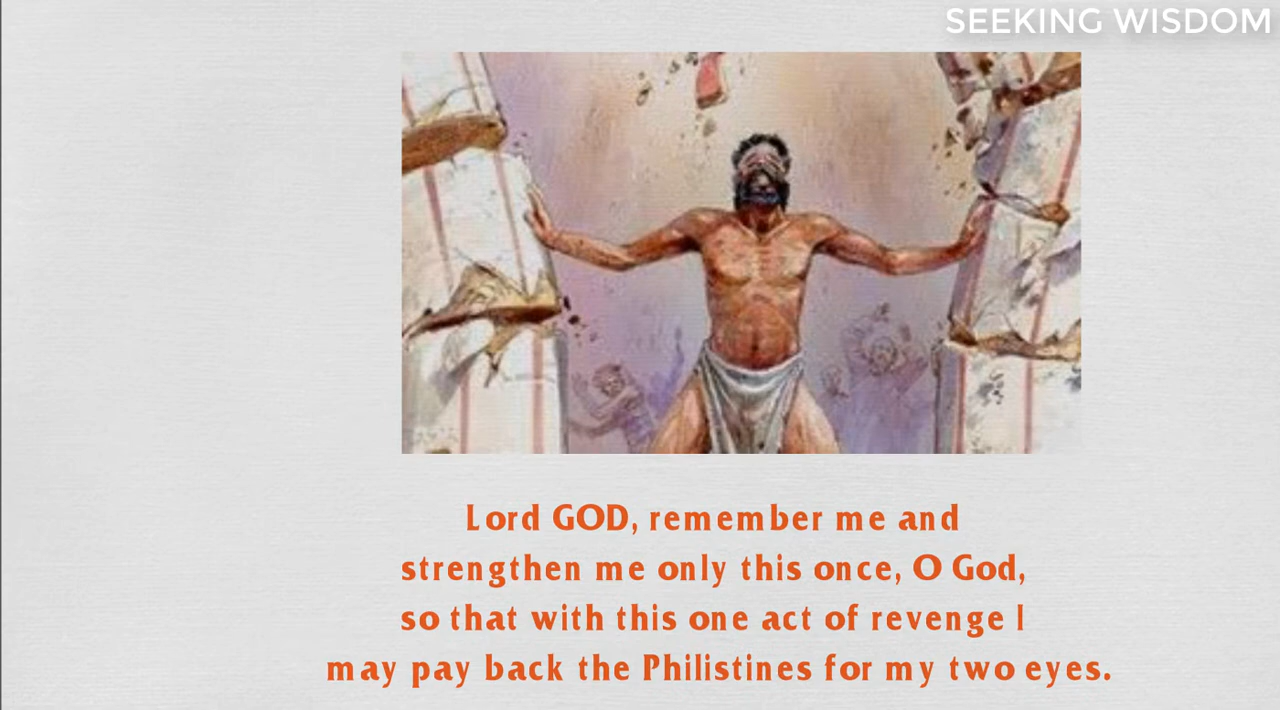 SEEKING WISDOM
Lord GOD, remember me and
strengthen me only this once, O God,
so that with this one act of revenge I
may pay back the Philistines for my two eyes.